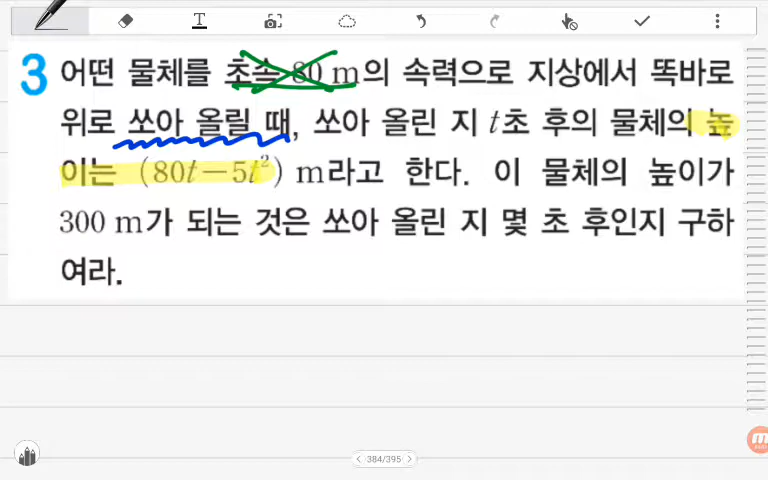 T
3 어떤 물체를 초속 80 m의 속력으로 지상에서 똑바로
위로 쏘아 올릴 때, 쏘아 올린 지 t초 후의 물체의 높
이는 (80t-5t²) m라고 한다. 이 물체의 높이가
300 m가 되는 것은 쏘아 올린 지 몇 초 후인지 구하
여라.
384/395